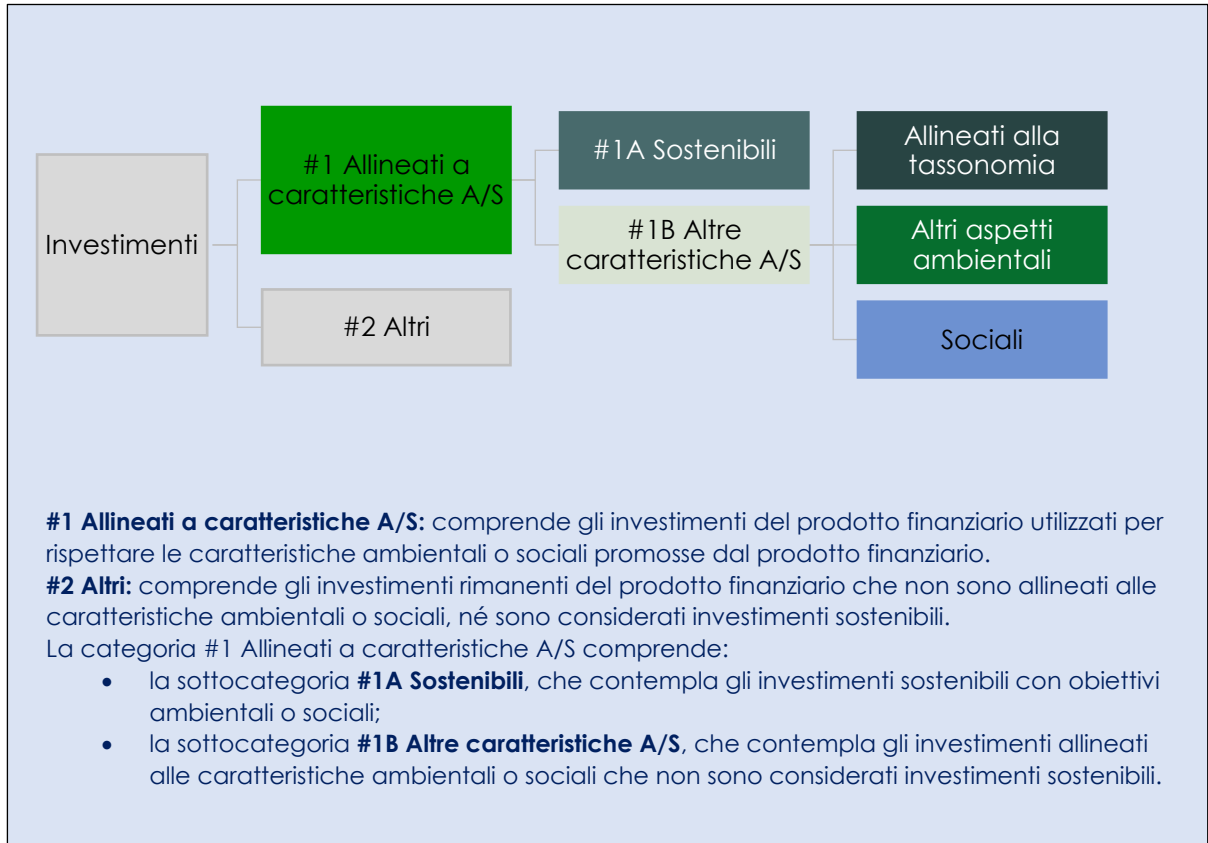 Investimenti
#1 Allineati a
caratteristiche A/S
#2 Altri
#1A Sostenibili
#1B Altre
caratteristiche A/S
Allineati alla
tassonomia
Altri aspetti
ambientali
Sociali
#1 Allineati a caratteristiche A/S: comprende gli investimenti del prodotto finanziario utilizzati per
rispettare le caratteristiche ambientali o sociali promosse dal prodotto finanziario.
#2 Altri: comprende gli investimenti rimanenti del prodotto finanziario che non sono allineati alle
caratteristiche ambientali o sociali, né sono considerati investimenti sostenibili.
La categoria #1 Allineati a caratteristiche A/S comprende:
• la sottocategoria #1A Sostenibili, che contempla gli investimenti sostenibili con obiettivi
ambientali o sociali;
• la sottocategoria #1B Altre caratteristiche A/S, che contempla gli investimenti allineati
alle caratteristiche ambientali o sociali che non sono considerati investimenti sostenibili.